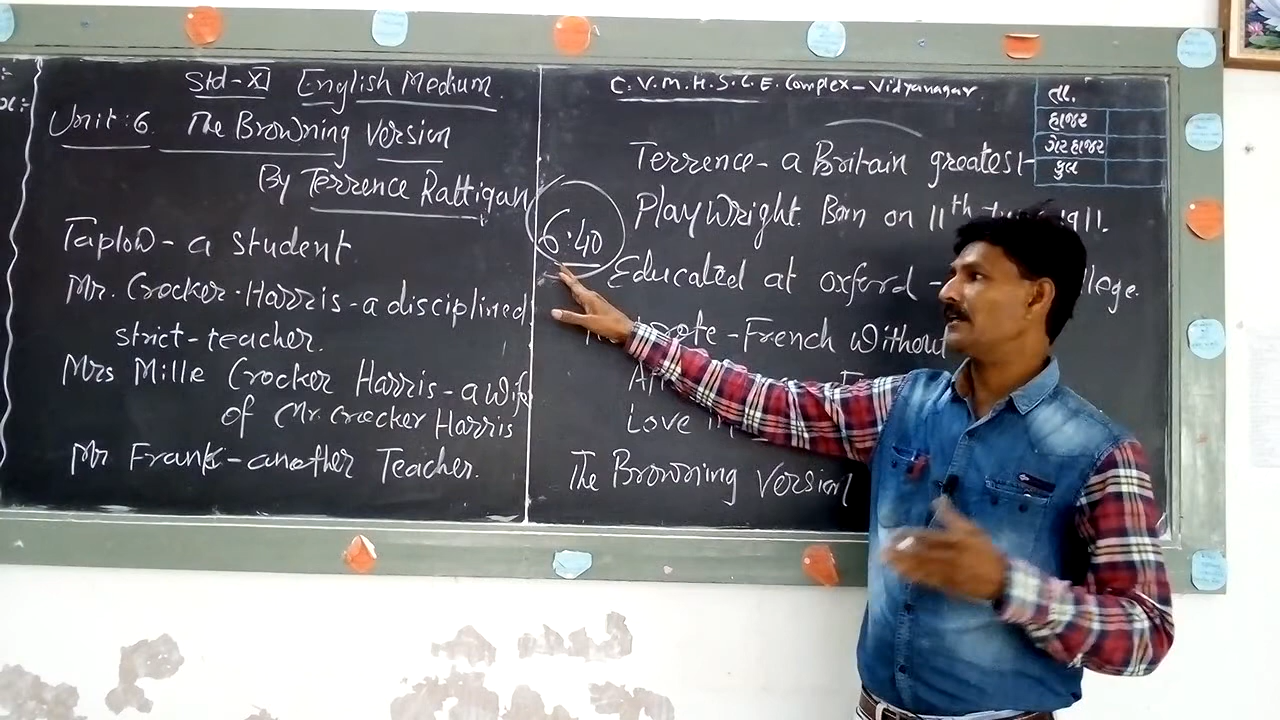 Std-XI English Medium.
Unit:6 The Browning Version
By Terrence Rattigan
Taplow - a student
Mr. Crocker-Harris - a disciplined
strict-teacher.
Mrs Mille Crocker Harris - a wife
of Mr. Crocker Harris
Mr Frank - another Teacher.
6:40
C.V.M.H.S.C.E. Complex - Vidyanagar
Terrence - a Britain greatest
PlayWright. Born on 11th 1911.
Educated at oxford -
French Without
Love
The Browning Version
તા.
હાજર
ગેરહાજર
કુલ